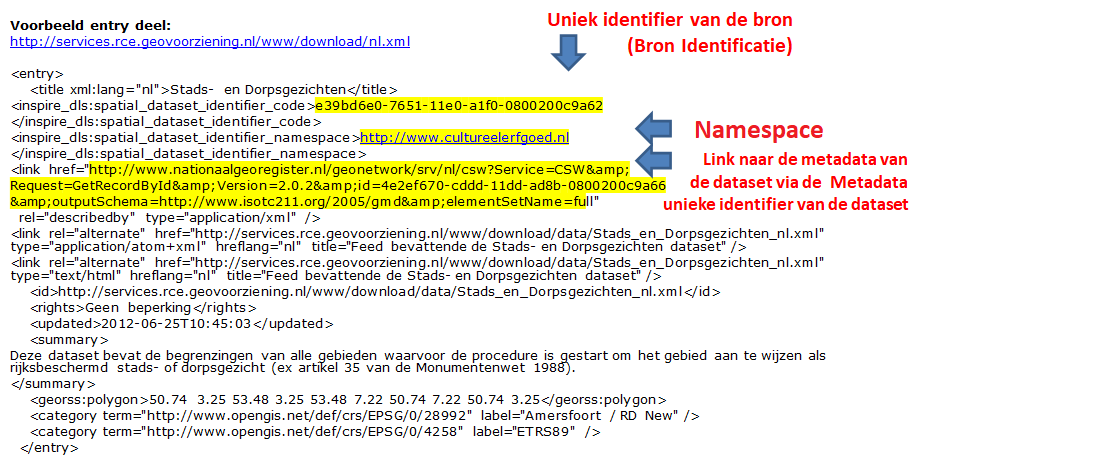 Voorbeeld entry deel:
http://services.rce.geovoorziening.nl/www/download/nl.xml
Uniek identifier van de bron
(Bron Identificatie)
<entry>
<title xml:lang="nl">Stads- en Dorpsgezichten</title>
<inspire_dls:spatial_dataset_identifier_code>e39bd6e0-7651-11e0-a1f0-0800200c9a62
</inspire_dls:spatial_dataset_identifier_code>
<inspire_dls:spatial_dataset_identifier_namespace>http://www.cultureelerfgoed.nl
</inspire_dls:spatial_dataset_identifier_namespace>
Namespace
<link href="http://www.nationaalgeoregister.nl/geonetwork/srv/nl/csw?Service=CSW&amp;
Request=GetRecordById&amp;Version=2.0.2&amp;id=4e2ef670-cddd-11dd-ad8b-0800200c9a66
&amp;outputSchema=http://www.isotc211.org/2005/gmd&amp;elementSetName=full"
rel="describedby" type="application/xml" />
Link naar de metadata van
de dataset via de Metadata
unieke identifier van de dataset
<link rel="alternate" href="http://services.rce.geovoorziening.nl/www/download/data/Stads_en_Dorpsgezichten_nl.xml"
type="application/atom+xml" hreflang="nl" title="Feed bevattende de Stads- en Dorpsgezichten dataset" />
<link rel="alternate" href="http://services.rce.geovoorziening.nl/www/download/data/Stads_en_Dorpsgezichten_nl.xml"
type="text/html" hreflang="nl" title="Feed bevattende de Stads- en Dorpsgezichten dataset" />
<id>http://services.rce.geovoorziening.nl/www/download/data/Stads_en_Dorpsgezichten_nl.xml</id>
<rights>Geen beperking</rights>
<updated>2012-06-25T10:45:03</updated>
<summary>
Deze dataset bevat de begrenzingen van alle gebieden waarvoor de procedure is gestart om het gebied aan te wijzen als
rijksbeschermd stads- of dorpsgezicht (ex artikel 35 van de Monumentenwet 1988).
</summary>
<georss:polygon>50.74 3.25 53.48 3.25 53.48 7.22 50.74 7.22 50.74 3.25</georss:polygon>
<category term="http://www.opengis.net/def/crs/EPSG/0/28992" label="Amersfoort / RD New" />
<category term="http://www.opengis.net/def/crs/EPSG/0/4258" label="ETRS89" />
</entry>